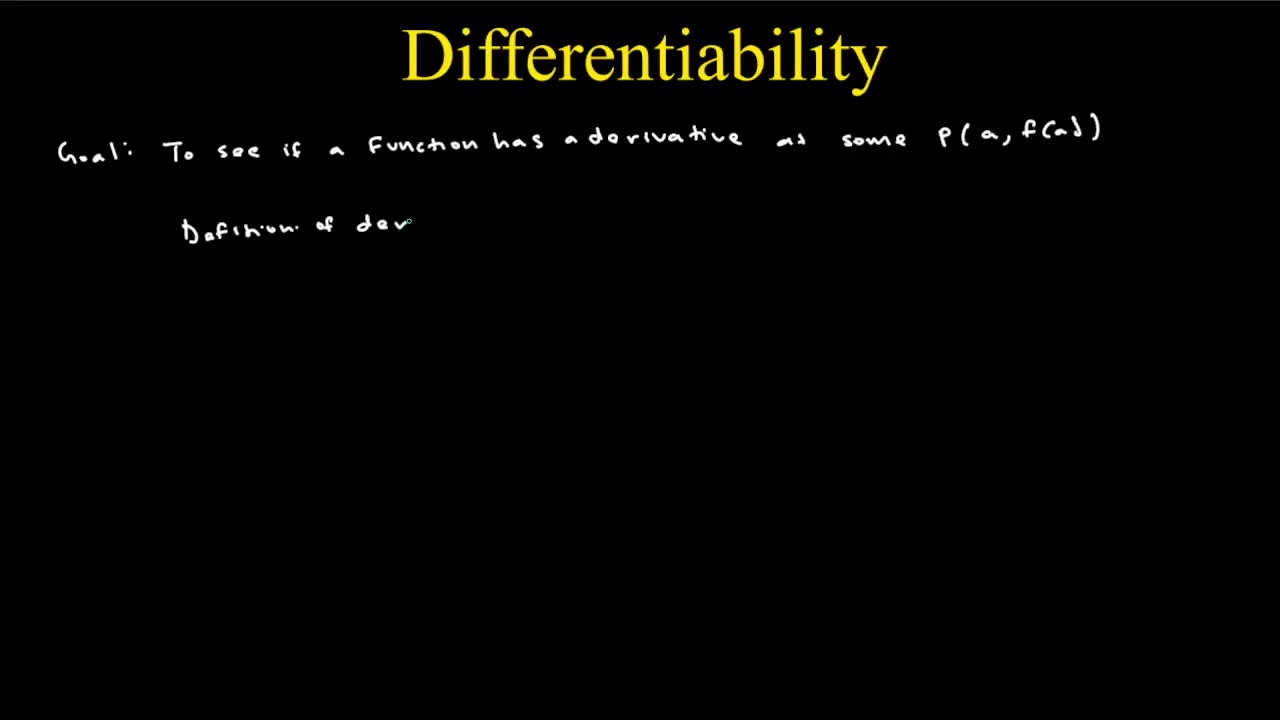 Differentiability
Goal: To see if a function has a derivative at some P(a, f(a))
Definition of der